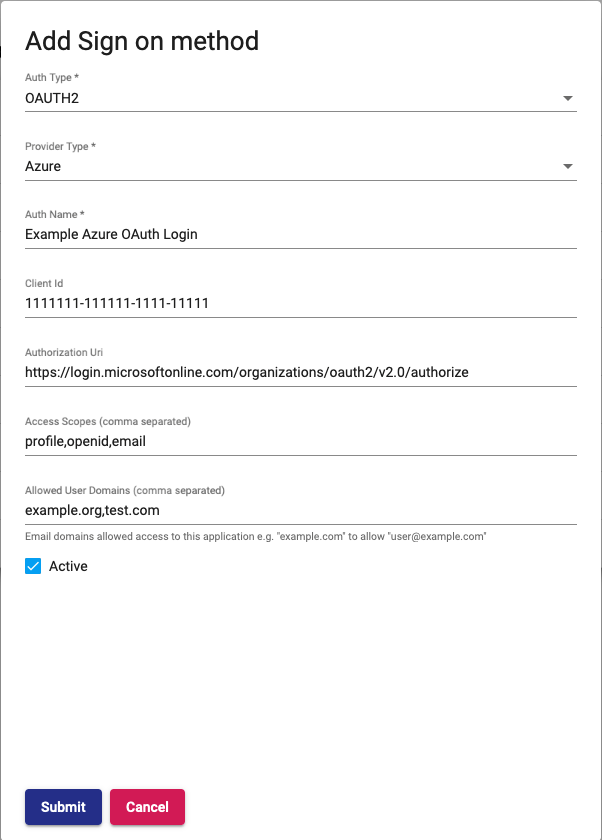 Add Sign on method
Auth Type *
OAUTH2
Provider Type *
Azure
Auth Name *
Example Azure OAuth Login
Client Id
1111111-111111-1111-11111
Authorization Uri
https://login.microsoftonline.com/organizations/oauth2/v2.0/authorize
Access Scopes (comma separated)
profile,openid,email
Allowed User Domains (comma separated)
example.org,test.com
Email domains allowed access to this application e.g. "example.com" to allow "user@example.com"
Active
Submit Cancel